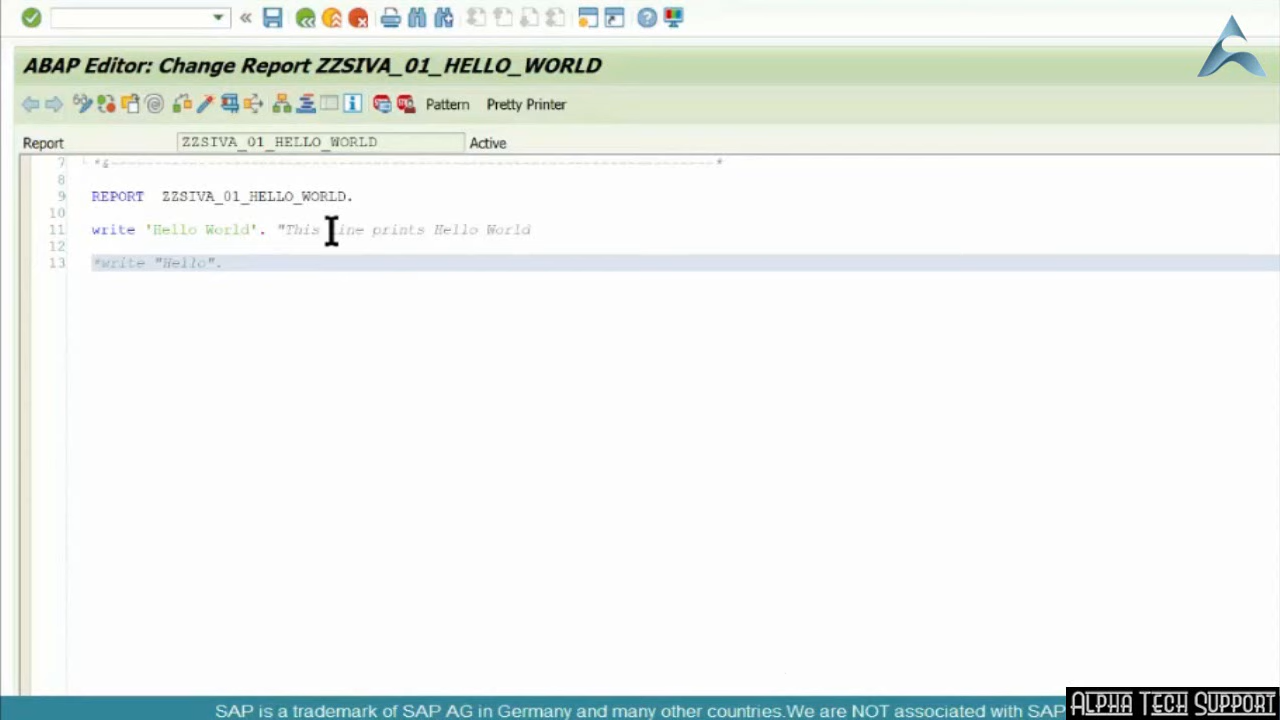 ABAP Editor: Change Report ZZSIVA_01_HELLO_WORLD
Pattern Pretty Printer
Report ZZSIVA_01_HELLO_WORLD Active
7 *&---------------------------------------------------------------------*
8
9 REPORT ZZSIVA_01_HELLO_WORLD.
10
11 write 'Hello World'. "This line prints Hello World
12
13 *write "Hello".
SAP is a trademark of SAP AG in Germany and many other countries.We are NOT associated with SAP
ALPHA TECH SUPPORT